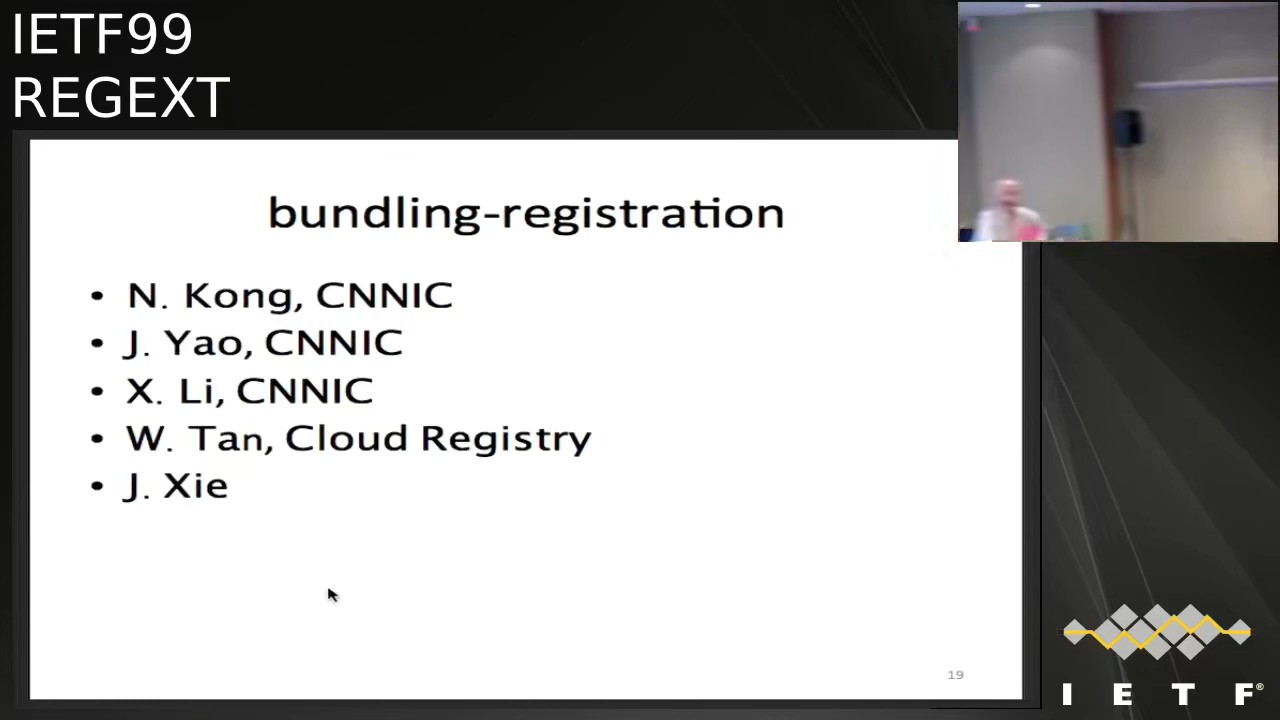 IETF99
REGEXT
bundling-registration
• N. Kong, CNNIC
• J. Yao, CNNIC
• X. Li, CNNIC
• W. Tan, Cloud Registry
• J. Xie
19
I E T F®